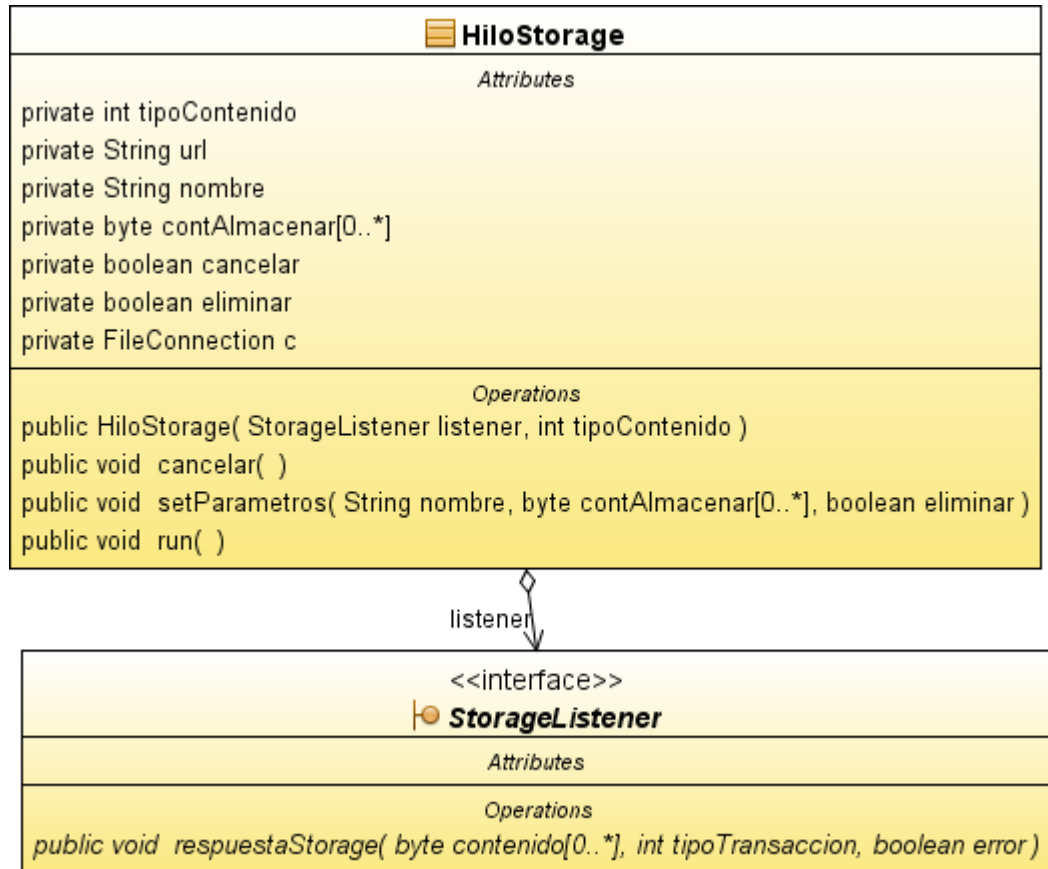 HiloStorage
Attributes
private int tipoContenido
private String url
private String nombre
private byte contAlmacenar[0..*]
private boolean cancelar
private boolean eliminar
private FileConnection c
Operations
public HiloStorage( StorageListener listener, int tipoContenido )
public void  cancelar( )
public void  setParametros( String nombre, byte contAlmacenar[0..*], boolean eliminar )
public void  run( )
listener
<<interface>>
StorageListener
Attributes
Operations
public void  respuestaStorage( byte contenido[0..*], int tipoTransaccion, boolean error )